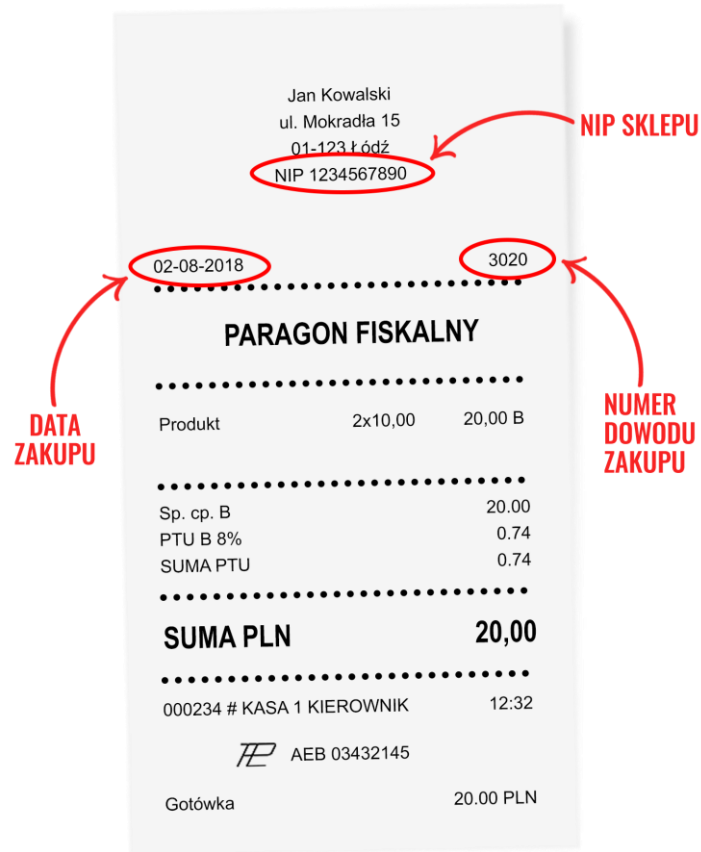 Jan Kowalski
ul. Mokradła 15
01-123 Łódź
NIP 1234567890
NIP SKLEPU
02-08-2018 3020
PARAGON FISKALNY
DATA
ZAKUPU
NUMER
DOWODU
ZAKUPU
Produkt 2x10,00 20,00 B
Sp. cp. B 20.00
PTU B 8% 0.74
SUMA PTU 0.74
SUMA PLN 20,00
000234 # KASA 1 KIEROWNIK 12:32
AEB 03432145
Gotówka 20.00 PLN